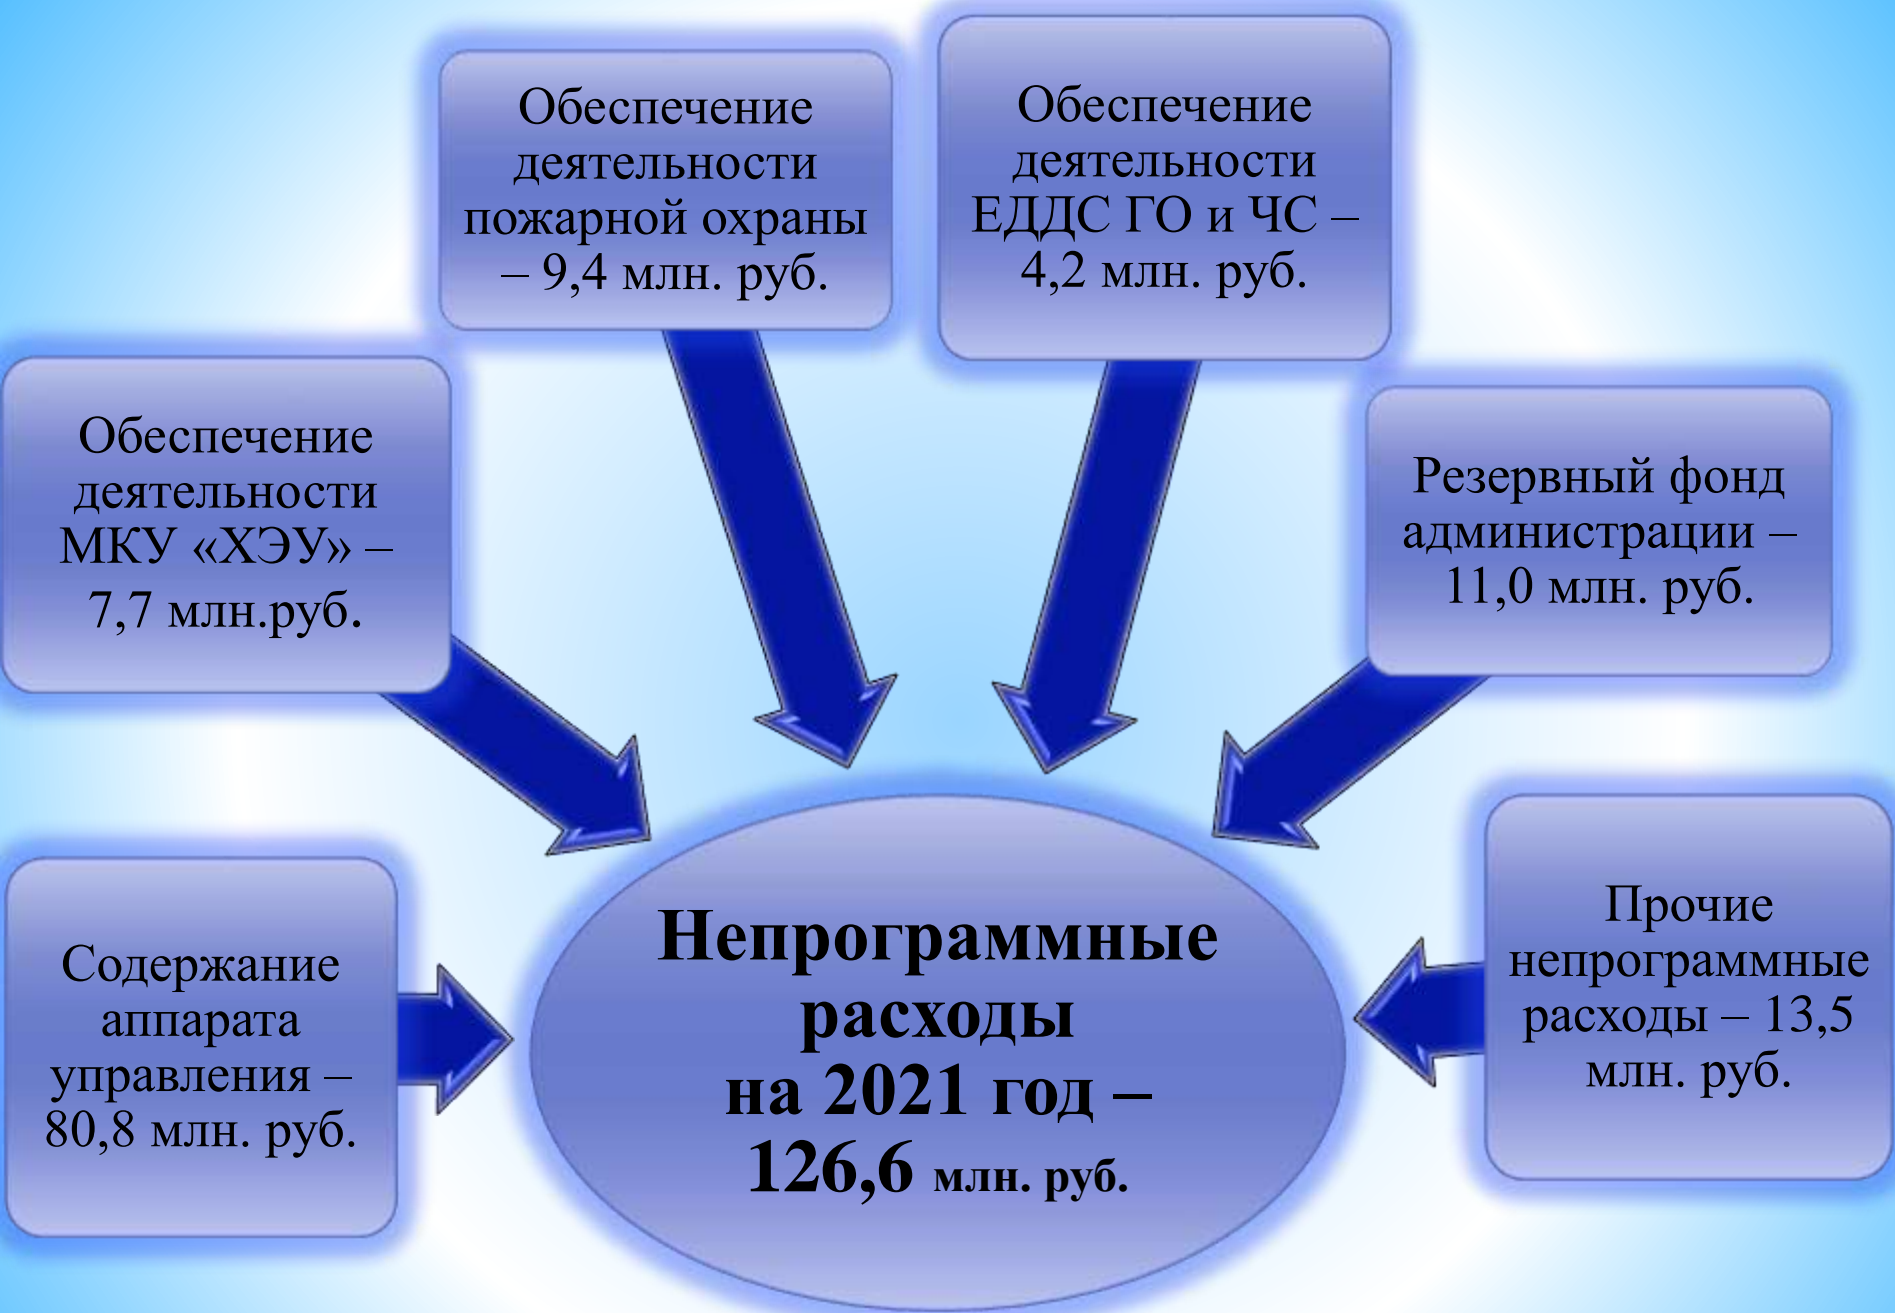 Обеспечение
деятельности
пожарной охраны
– 9,4 млн. руб.
Обеспечение
деятельности
ЕДДС ГО и ЧС –
4,2 млн. руб.
Обеспечение
деятельности
МКУ «ХЭУ» –
7,7 млн.руб.
Резервный фонд
администрации –
11,0 млн. руб.
Содержание
аппарата
управления –
80,8 млн. руб.
Непрограммные
расходы
на 2021 год –
126,6 млн. руб.
Прочие
непрограммные
расходы – 13,5
млн. руб.